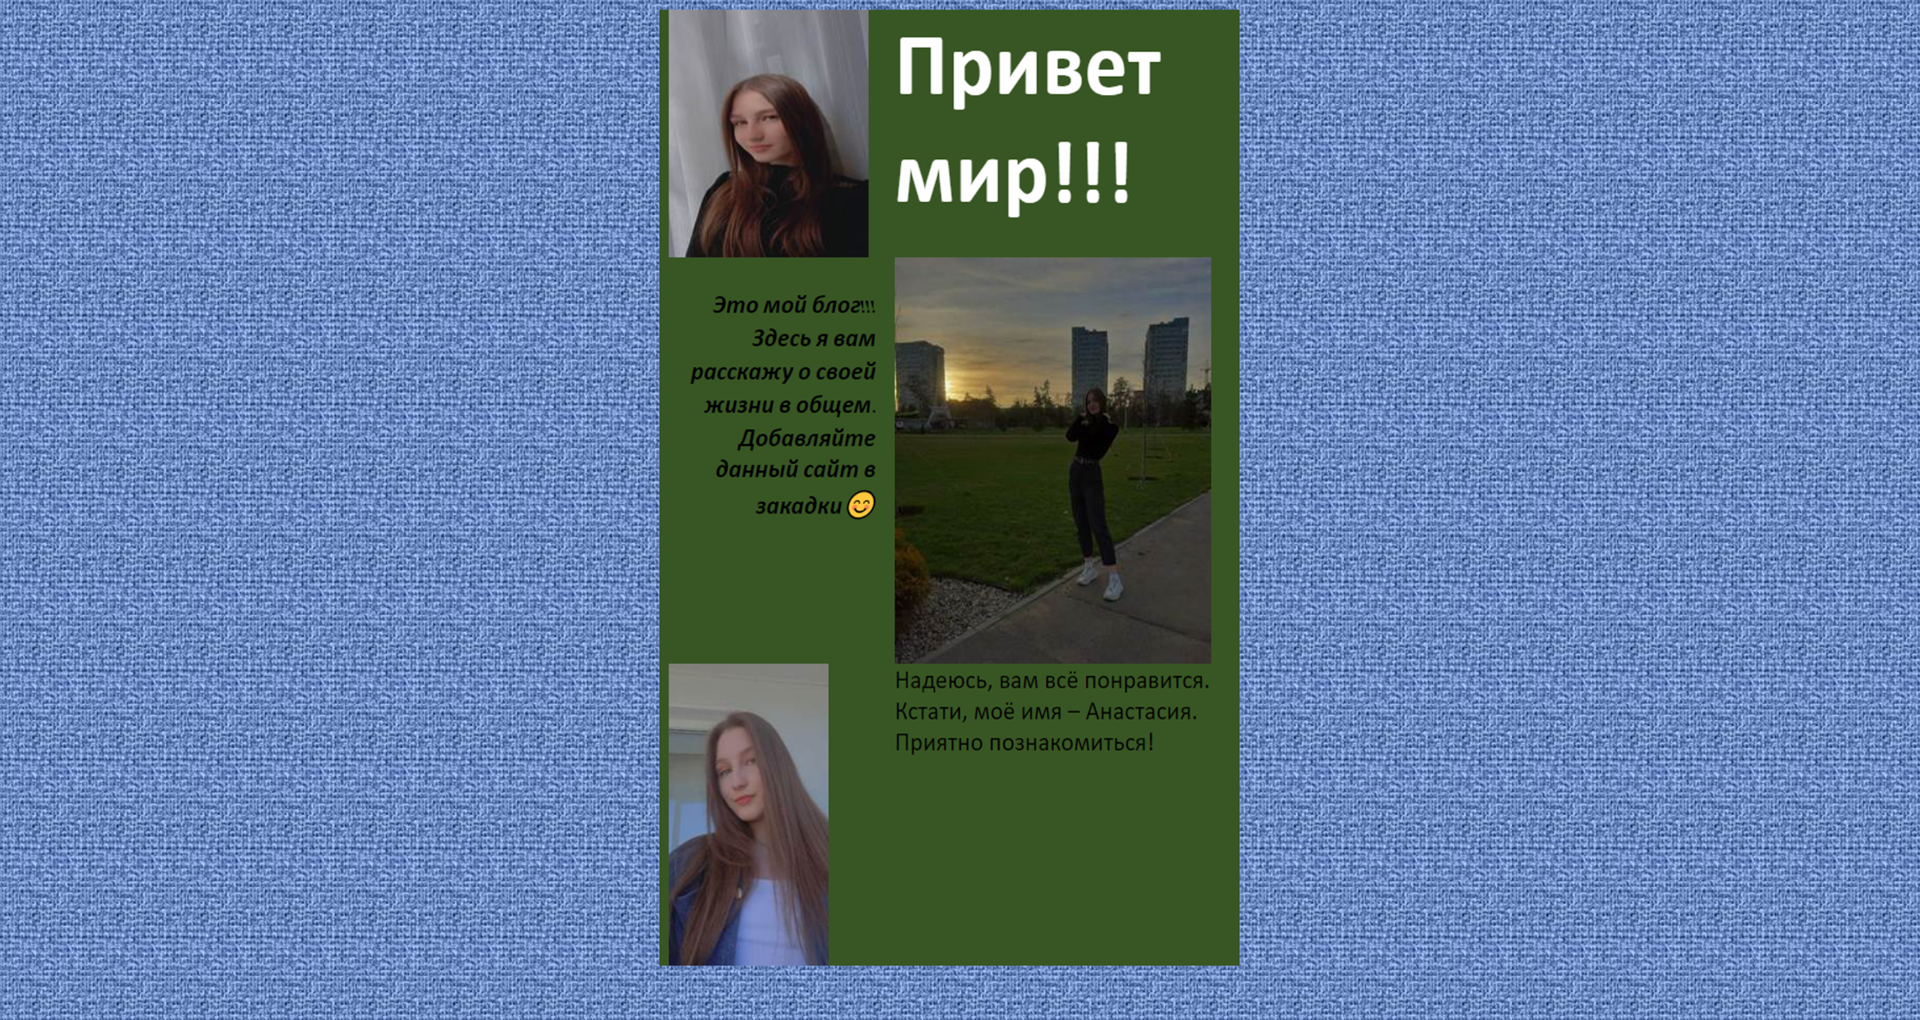 Привет
мир!!!
Это мой блог!!!
Здесь я вам
расскажу о своей
жизни в общем.
Добавляйте
данный сайт в
закадки 😊
Надеюсь, вам всё понравится.
Кстати, моё имя – Анастасия.
Приятно познакомиться!